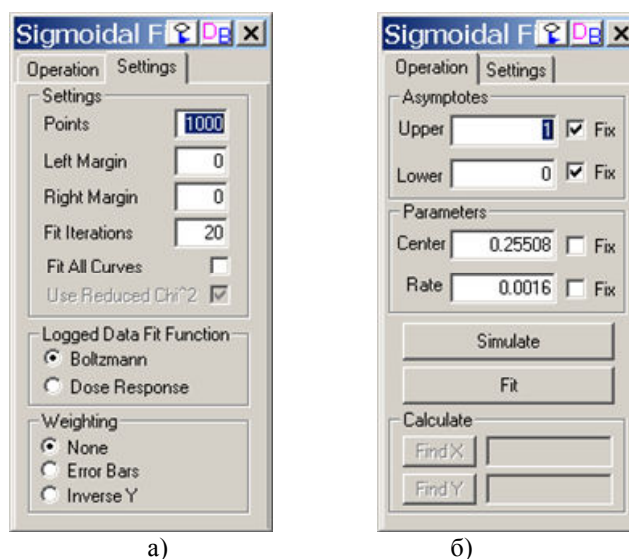 Sigmoidal Fi
Operation Settings
Settings
Points 1000
Left Margin 0
Right Margin 0
Fit Iterations 20
Fit All Curves
Use Reduced Chi^2
Logged Data Fit Function
Boltzmann
Dose Response
Weighting
None
Error Bars
Inverse Y
а)
Sigmoidal F
Operation Settings
Asymptotes
Upper 1 Fix
Lower 0 Fix
Parameters
Center 0.25508 Fix
Rate 0.0016 Fix
Simulate
Fit
Calculate
Find X
Find Y
б)